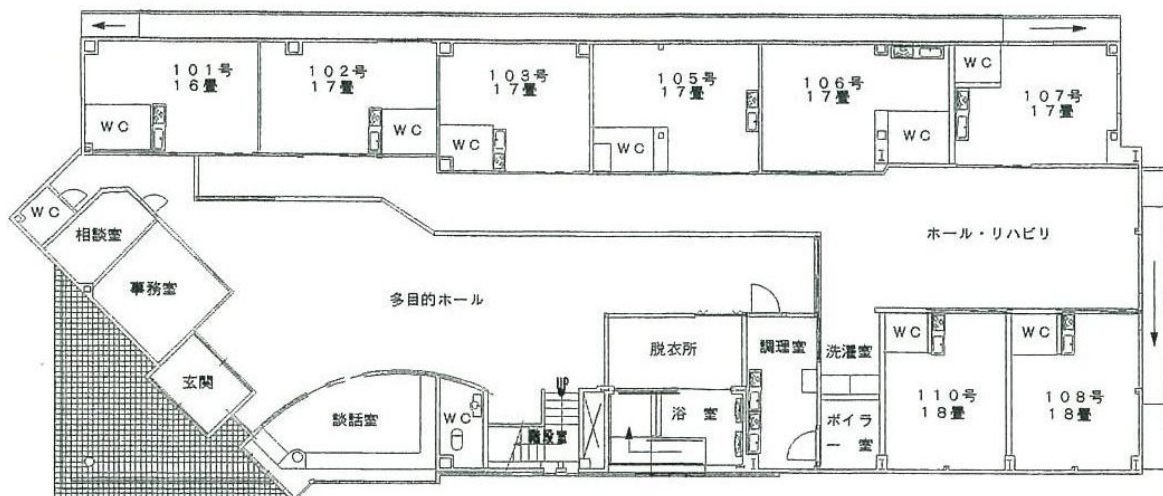 101号
16畳
WC
102号
17畳
WC
103号
17畳
WC
105号
17畳
WC
106号
17畳
WC
WC
107号
17畳
WC
相談室
事務室
玄関
多目的ホール
ホール・リハビリ
談話室
WC
UP
階段室
脱衣所
浴室
調理室
洗濯室
ボイラ
ー室
WC
110号
18畳
WC
108号
18畳